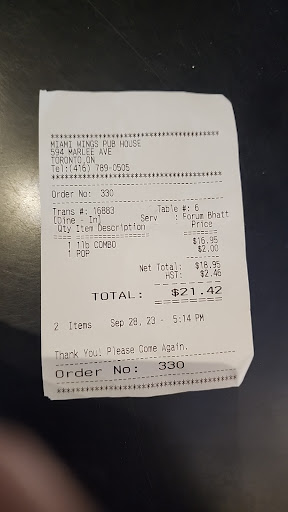 ****************************************
MIAMI WINGS PUB HOUSE
594 MARLEE AVE
TORONTO,ON
Tel:(416) 789-0505
****************************************
Order No: 330
Trans #: 16883 Table #: 6
[Dine - In] Serv : Forum Bhatt
Qty Item Description Price
1 1lb COMBO $16.95
1 POP $2.00
Net Total: $18.95
HST: $2.46
TOTAL: $21.42
2 Items Sep 28, 23 - 5:14 PM
Thank You! Please Come Again.
Order No: 330
****************************************